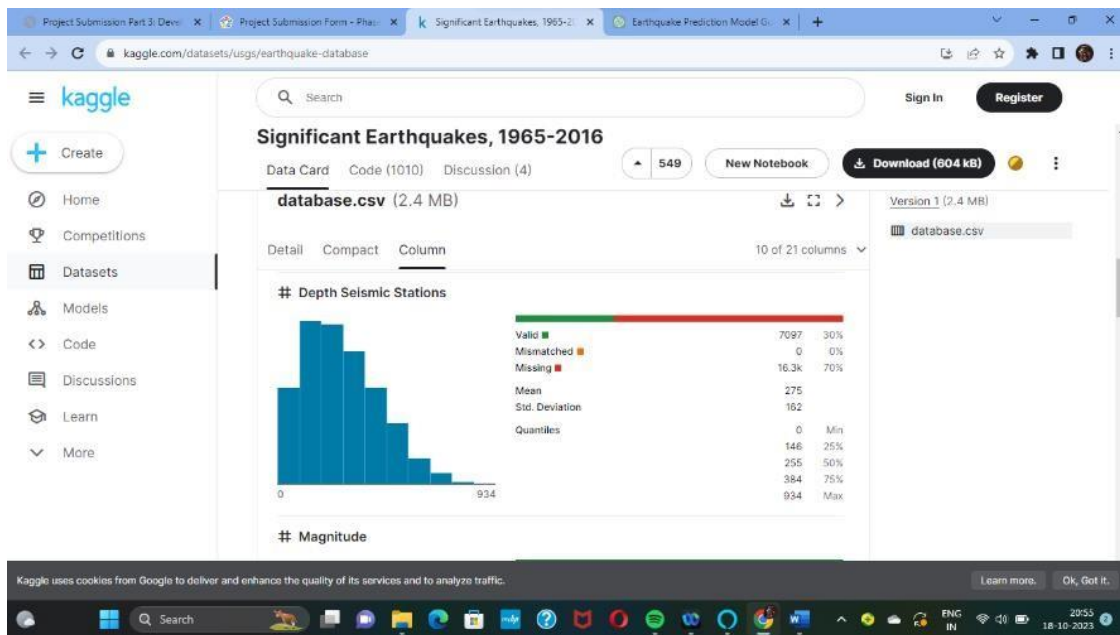 Project Submission Part 3: Devel
Project Submission Form - Phas
Significant Earthquakes, 1965-2
Earthquake Prediction Model G
kaggle.com/datasets/usgs/earthquake-database
kaggle
Search
Sign In
Register
Create
Home
Competitions
Datasets
Models
Code
Discussions
Learn
More
Significant Earthquakes, 1965-2016
Data Card Code (1010) Discussion (4)
549
New Notebook
Download (604 kB)
database.csv (2.4 MB)
Detail Compact Column
10 of 21 columns
Version 1 (2.4 MB)
database.csv
# Depth Seismic Stations
0 934
Valid 7097 30%
Mismatched 0 0%
Missing 16.3k 70%
Mean 275
Std. Deviation 162
Quantiles 0 Min
146 25%
255 50%
384 75%
934 Max
# Magnitude
Kaggle uses cookies from Google to deliver and enhance the quality of its services and to analyze traffic.
Learn more.
Ok, Got it.
Search
ENG
IN
20:55
18-10-2023